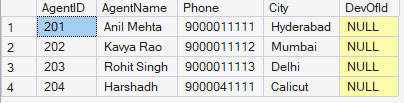 AgentID AgentName Phone City DevOfId
1 201 Anil Mehta 9000011111 Hyderabad NULL
2 202 Kavya Rao 9000011112 Mumbai NULL
3 203 Rohit Singh 9000011113 Delhi NULL
4 204 Harshadh 9000041111 Calicut NULL